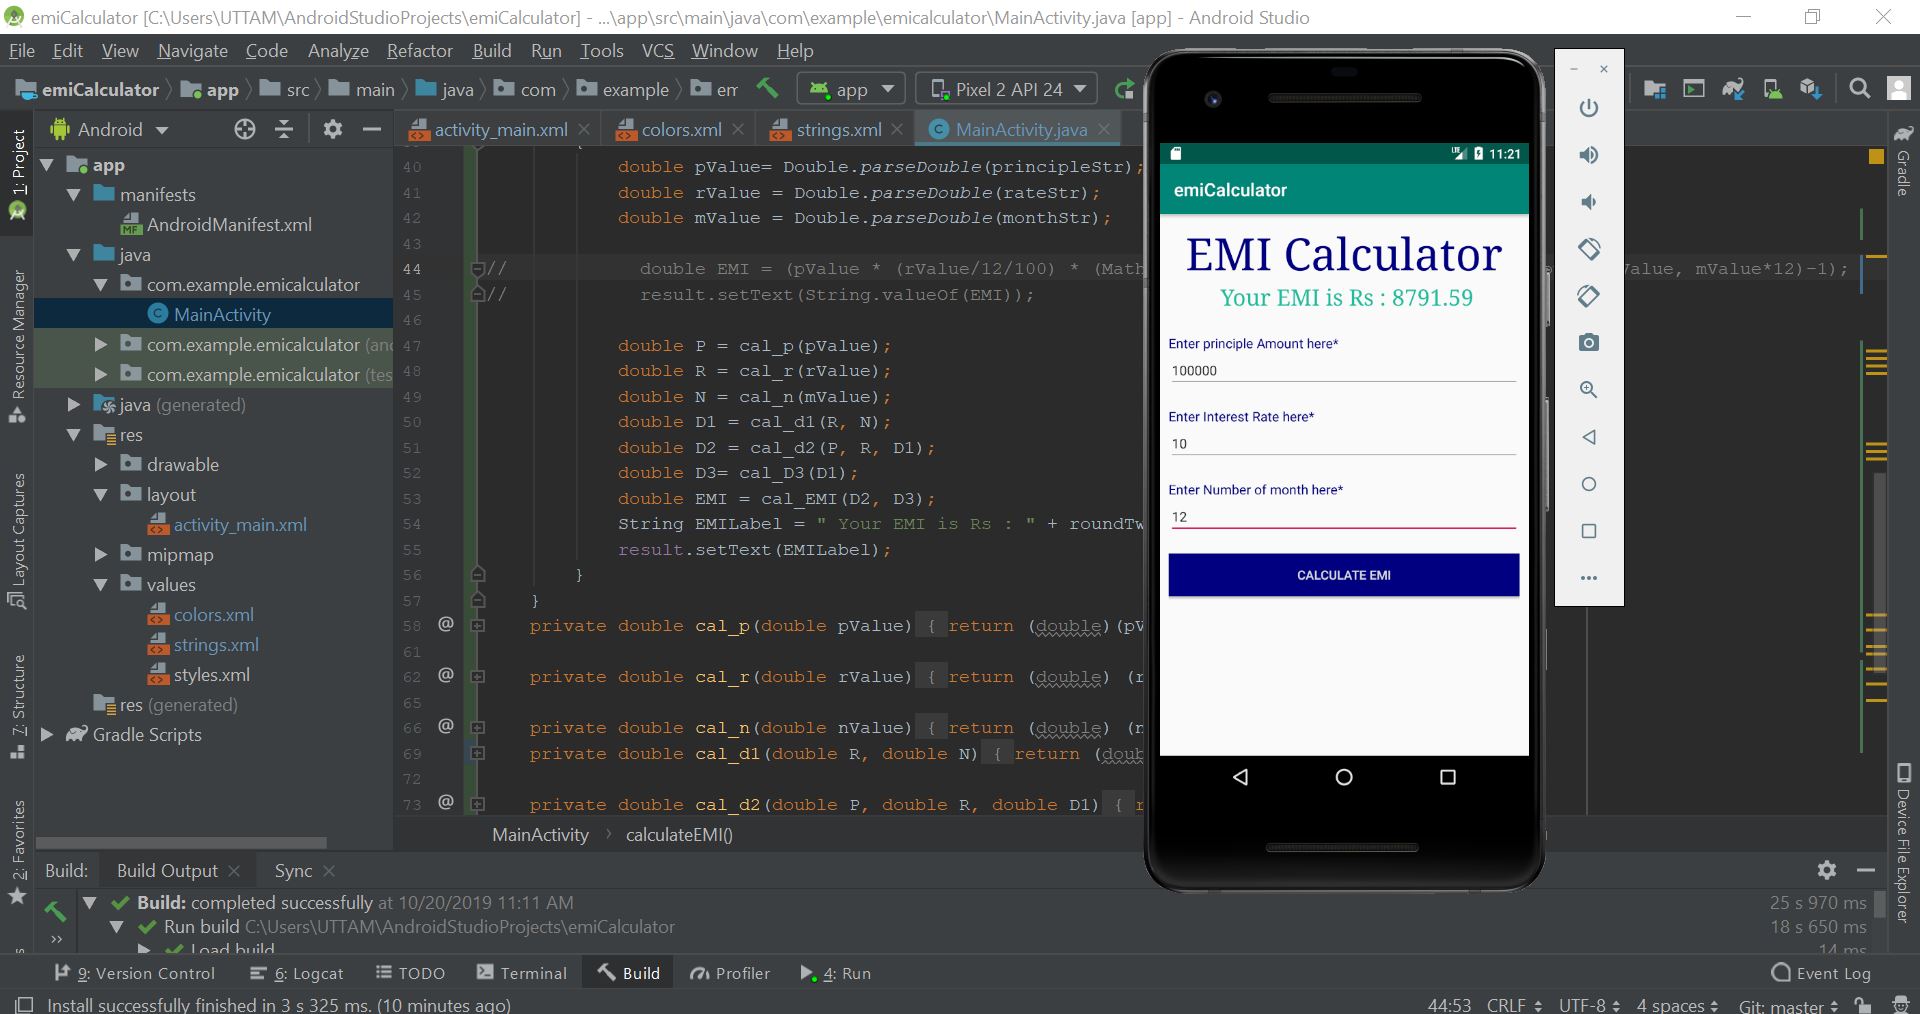 emiCalculator [C:\Users\UTTAM\AndroidStudioProjects\emiCalculator] - ...\app\src\main\java\com\example\emicalculator\MainActivity.java [app] - Android Studio
File Edit View Navigate Code Analyze Refactor Build Run Tools VCS Window Help
emiCalculator app src main java com example em app Pixel 2 API 24
Android
activity_main.xml colors.xml strings.xml MainActivity.java
1: Project
Resource Manager
Layout Captures
7: Structure
2: Favorites
app
manifests
AndroidManifest.xml
java
com.example.emicalculator
MainActivity
com.example.emicalculator (and
com.example.emicalculator (tes
java (generated)
res
drawable
layout
activity_main.xml
mipmap
values
colors.xml
strings.xml
styles.xml
res (generated)
Gradle Scripts
40 double pValue= Double.parseDouble(principleStr);
41 double rValue = Double.parseDouble(rateStr);
42 double mValue = Double.parseDouble(monthStr);
43
44 // double EMI = (pValue * (rValue/12/100) * (Math Value, mValue*12)-1);
45 // result.setText(String.valueOf(EMI));
46
47 double P = cal_p(pValue);
48 double R = cal_r(rValue);
49 double N = cal_n(mValue);
50 double D1 = cal_d1(R, N);
51 double D2 = cal_d2(P, R, D1);
52 double D3= cal_D3(D1);
53 double EMI = cal_EMI(D2, D3);
54 String EMILabel = " Your EMI is Rs : " + roundTw
55 result.setText(EMILabel);
56 }
57 }
58 @ private double cal_p(double pValue) { return (double)(pV
61
62 @ private double cal_r(double rValue) { return (double) (r
65
66 @ private double cal_n(double nValue) { return (double) (n
69 private double cal_d1(double R, double N) { return (doub
72
73 @ private double cal_d2(double P, double R, double D1) { r
MainActivity calculateEMI()
LTE 11:21
emiCalculator
EMI Calculator
Your EMI is Rs : 8791.59
Enter principle Amount here*
100000
Enter Interest Rate here*
10
Enter Number of month here*
12
CALCULATE EMI
Gradle
Device File Explorer
Build: Build Output Sync
Build: completed successfully at 10/20/2019 11:11 AM 25 s 970 ms
Run build C:\Users\UTTAM\AndroidStudioProjects\emiCalculator 18 s 650 ms
Load build 14 ms
9: Version Control 6: Logcat TODO Terminal Build Profiler 4: Run Event Log
Install successfully finished in 3 s 325 ms. (10 minutes ago) 44:53 CRLF UTF-8 4 spaces Git: master